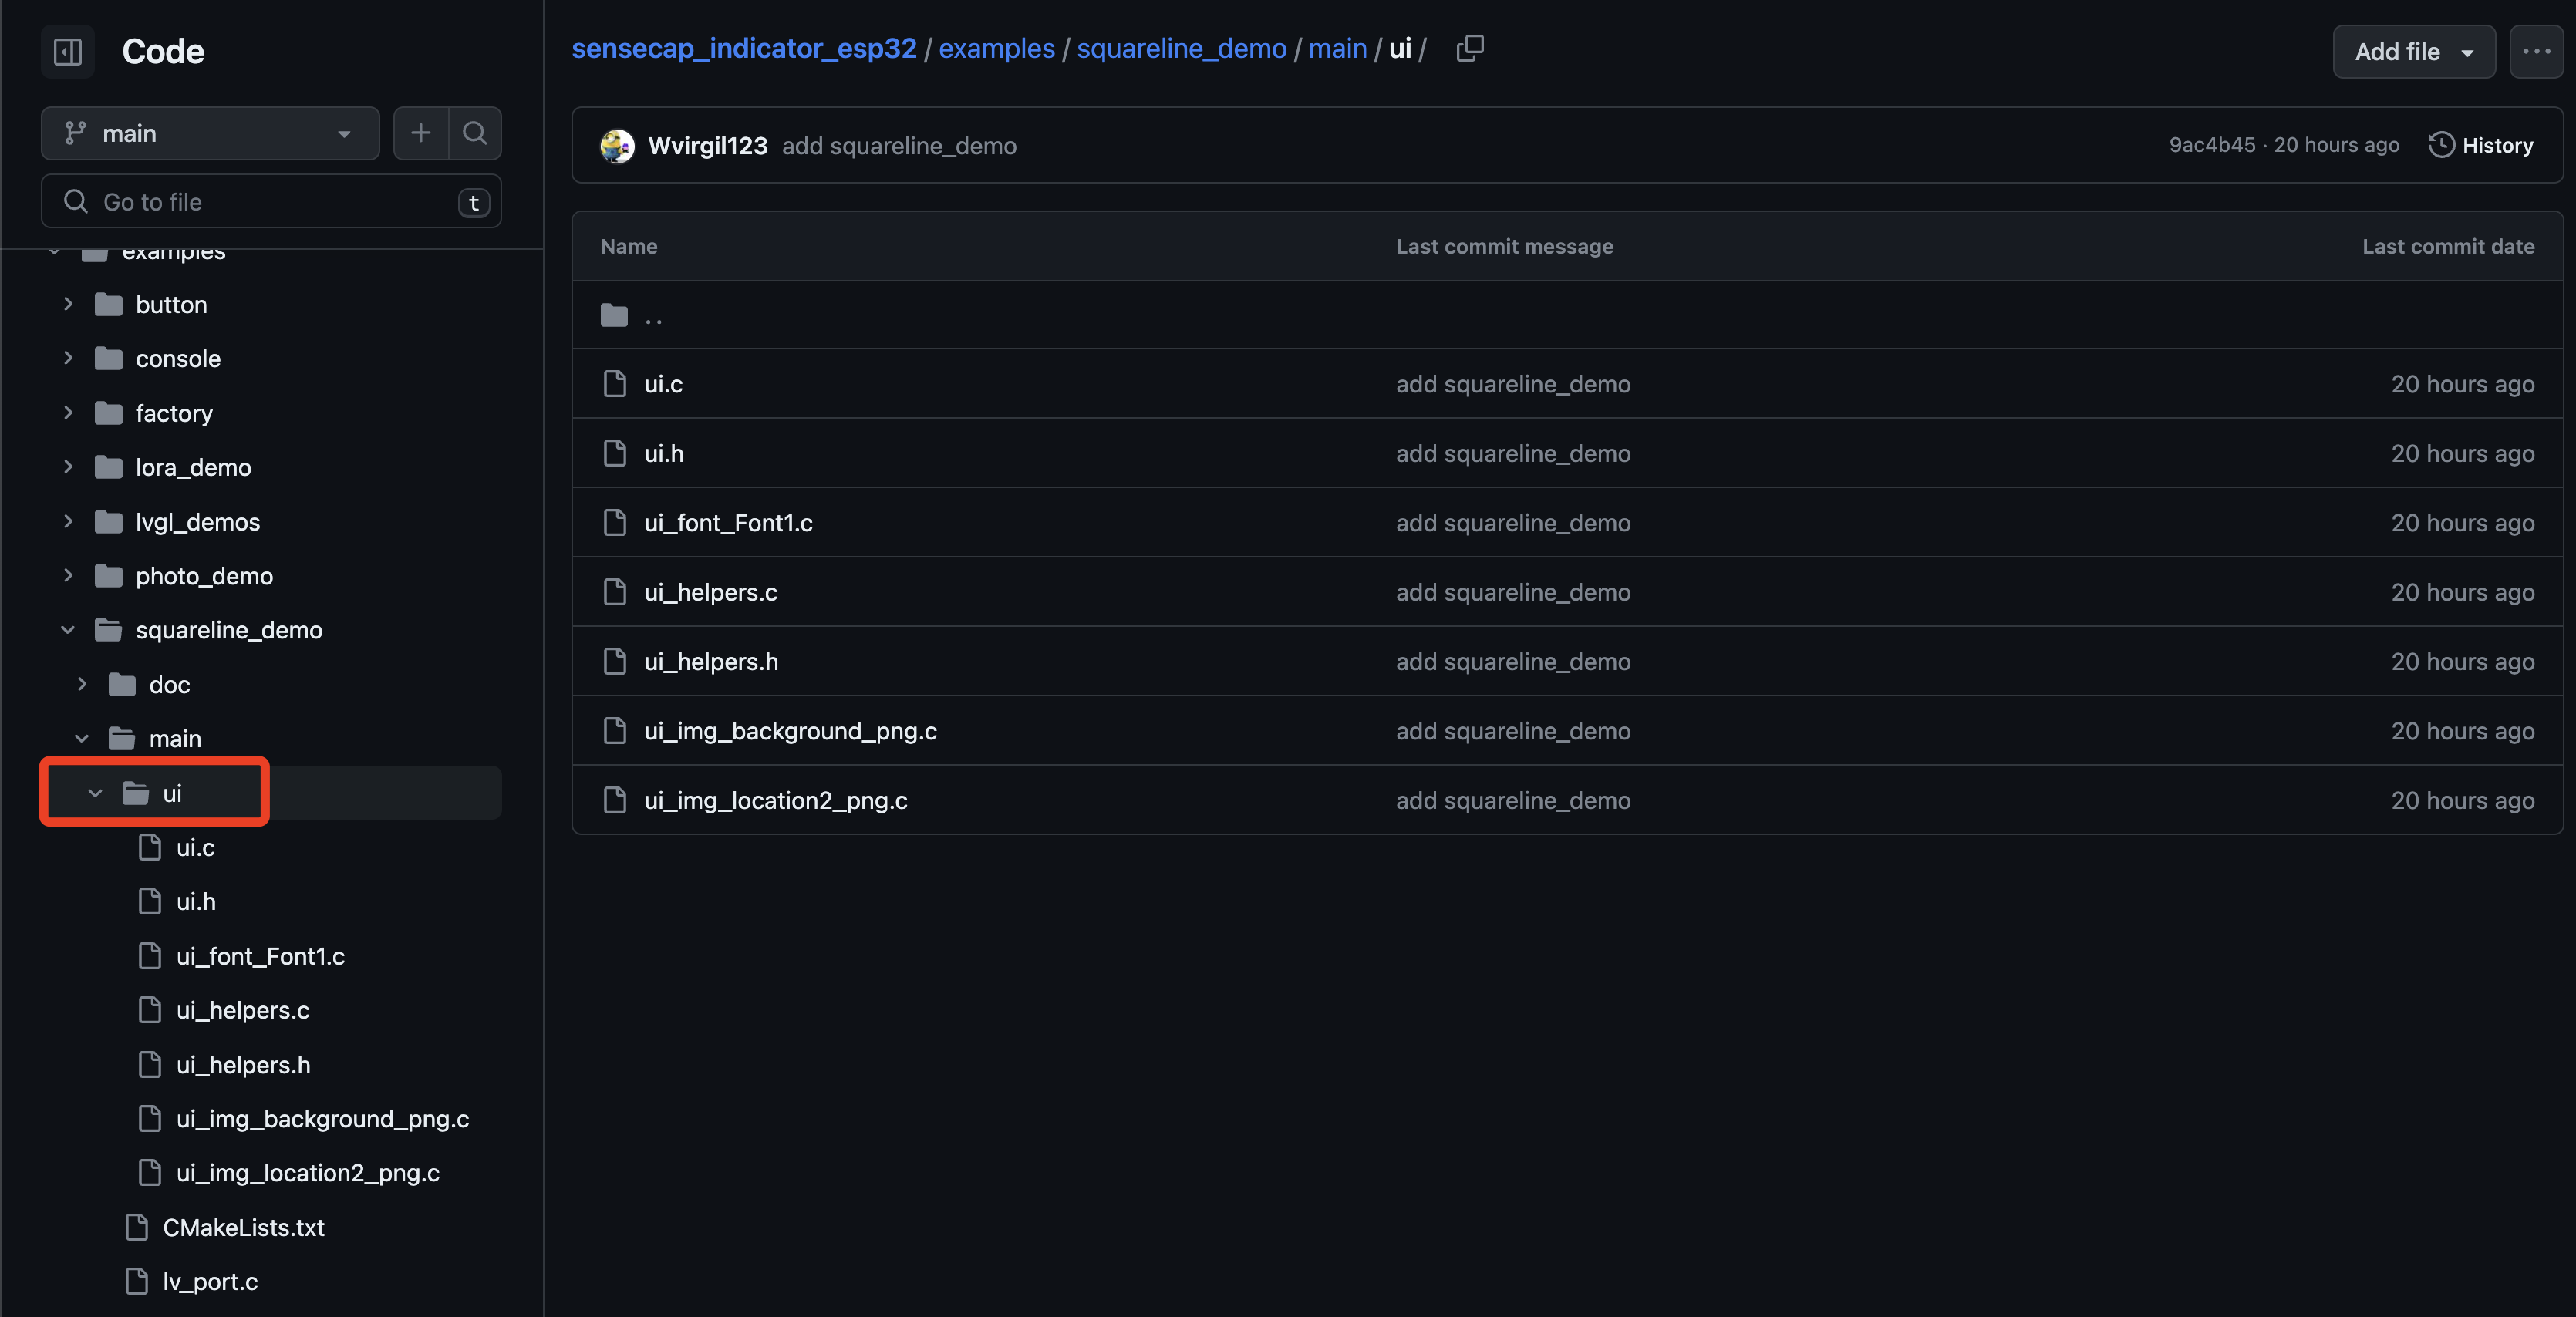 Code
main
Go to file
t
examples
button
console
factory
lora_demo
lvgl_demos
photo_demo
squareline_demo
doc
main
ui
ui.c
ui.h
ui_font_Font1.c
ui_helpers.c
ui_helpers.h
ui_img_background_png.c
ui_img_location2_png.c
CMakeLists.txt
lv_port.c
sensecap_indicator_esp32 / examples / squareline_demo / main / ui /
Add file
Wvirgil123 add squareline_demo 9ac4b45 · 20 hours ago History
Name Last commit message Last commit date
..
ui.c add squareline_demo 20 hours ago
ui.h add squareline_demo 20 hours ago
ui_font_Font1.c add squareline_demo 20 hours ago
ui_helpers.c add squareline_demo 20 hours ago
ui_helpers.h add squareline_demo 20 hours ago
ui_img_background_png.c add squareline_demo 20 hours ago
ui_img_location2_png.c add squareline_demo 20 hours ago